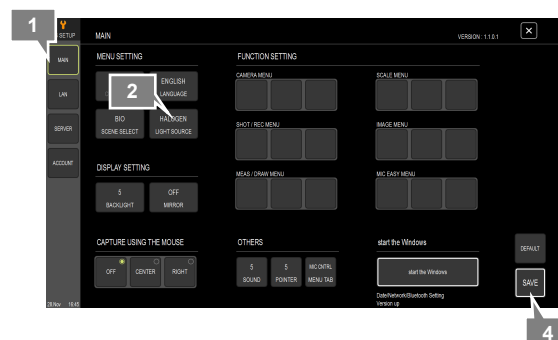 1
SETUP
MAIN
VERSION : 1.1.0.1
MAIN
LAN
SERVER
ACCOUNT
MENU SETTING
2
ENGLISH
LANGUAGE
BIO
SCENE SELECT
HALOGEN
LIGHT SOURCE
DISPLAY SETTING
5
BACKLIGHT
OFF
MIRROR
CAPTURE USING THE MOUSE
OFF
CENTER
RIGHT
FUNCTION SETTING
CAMERA MENU
SCALE MENU
SHOT / REC MENU
IMAGE MENU
MEAS / DRAW MENU
MIC EASY MENU
OTHERS
5
SOUND
5
POINTER
MIC CNTRL
MENU TAB
start the Windows
start the Windows
Date/Network/Bluetooth Setting
Version up
DEFAULT
SAVE
4
26 Nov 16:45